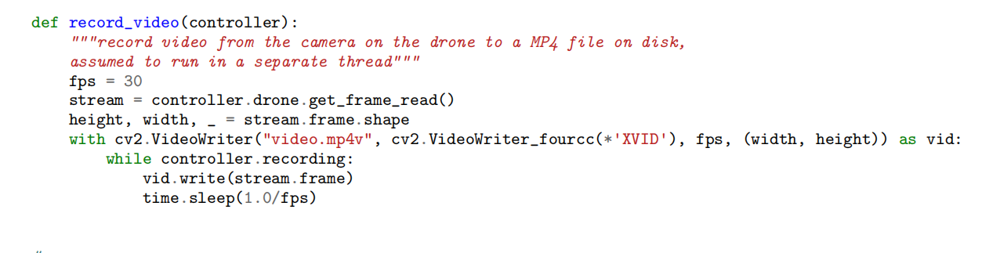 def record_video(controller):
    """record video from the camera on the drone to a MP4 file on disk,
    assumed to run in a separate thread"""
    fps = 30
    stream = controller.drone.get_frame_read()
    height, width, _ = stream.frame.shape
    with cv2.VideoWriter("video.mp4v", cv2.VideoWriter_fourcc(*'XVID'), fps, (width, height)) as vid:
        while controller.recording:
            vid.write(stream.frame)
            time.sleep(1.0/fps)